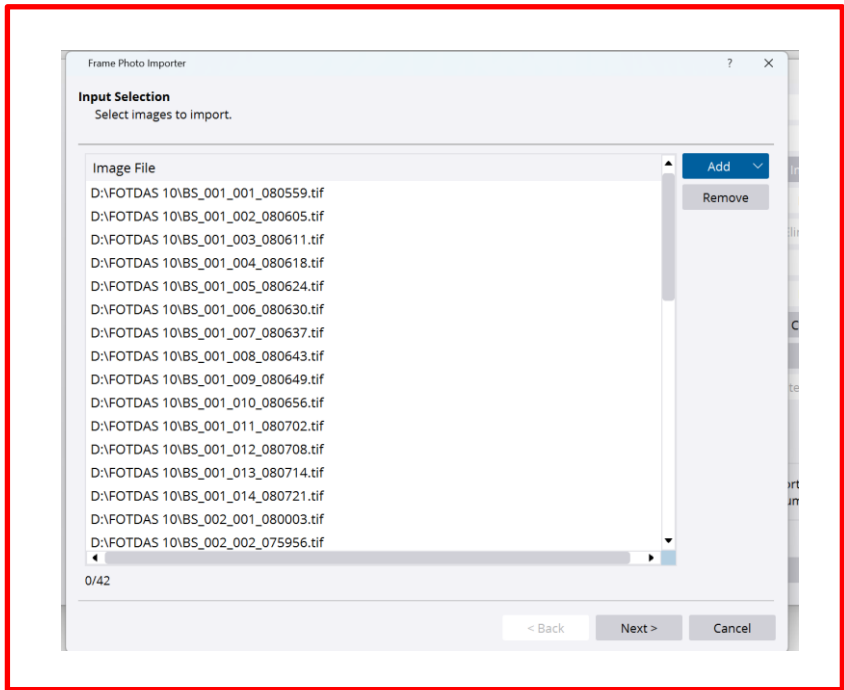 Frame Photo Importer ?
Input Selection
Select images to import.
Image File
Add
D:\FOTDAS 10\BS_001_001_080559.tif
Remove
D:\FOTDAS 10\BS_001_002_080605.tif
D:\FOTDAS 10\BS_001_003_080611.tif
D:\FOTDAS 10\BS_001_004_080618.tif
D:\FOTDAS 10\BS_001_005_080624.tif
D:\FOTDAS 10\BS_001_006_080630.tif
D:\FOTDAS 10\BS_001_007_080637.tif
D:\FOTDAS 10\BS_001_008_080643.tif
D:\FOTDAS 10\BS_001_009_080649.tif
D:\FOTDAS 10\BS_001_010_080656.tif
D:\FOTDAS 10\BS_001_011_080702.tif
D:\FOTDAS 10\BS_001_012_080708.tif
D:\FOTDAS 10\BS_001_013_080714.tif
D:\FOTDAS 10\BS_001_014_080721.tif
D:\FOTDAS 10\BS_002_001_080003.tif
D:\FOTDAS 10\BS_002_002_075956.tif
0/42
< Back Next > Cancel